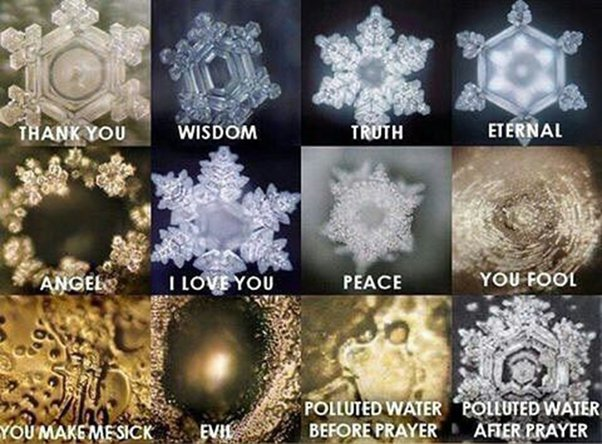 THANK YOU
WISDOM
TRUTH
ETERNAL
ANGEL
I LOVE YOU
PEACE
YOU FOOL
YOU MAKE ME SICK
EVIL
POLLUTED WATER
BEFORE PRAYER
POLLUTED WATER
AFTER PRAYER